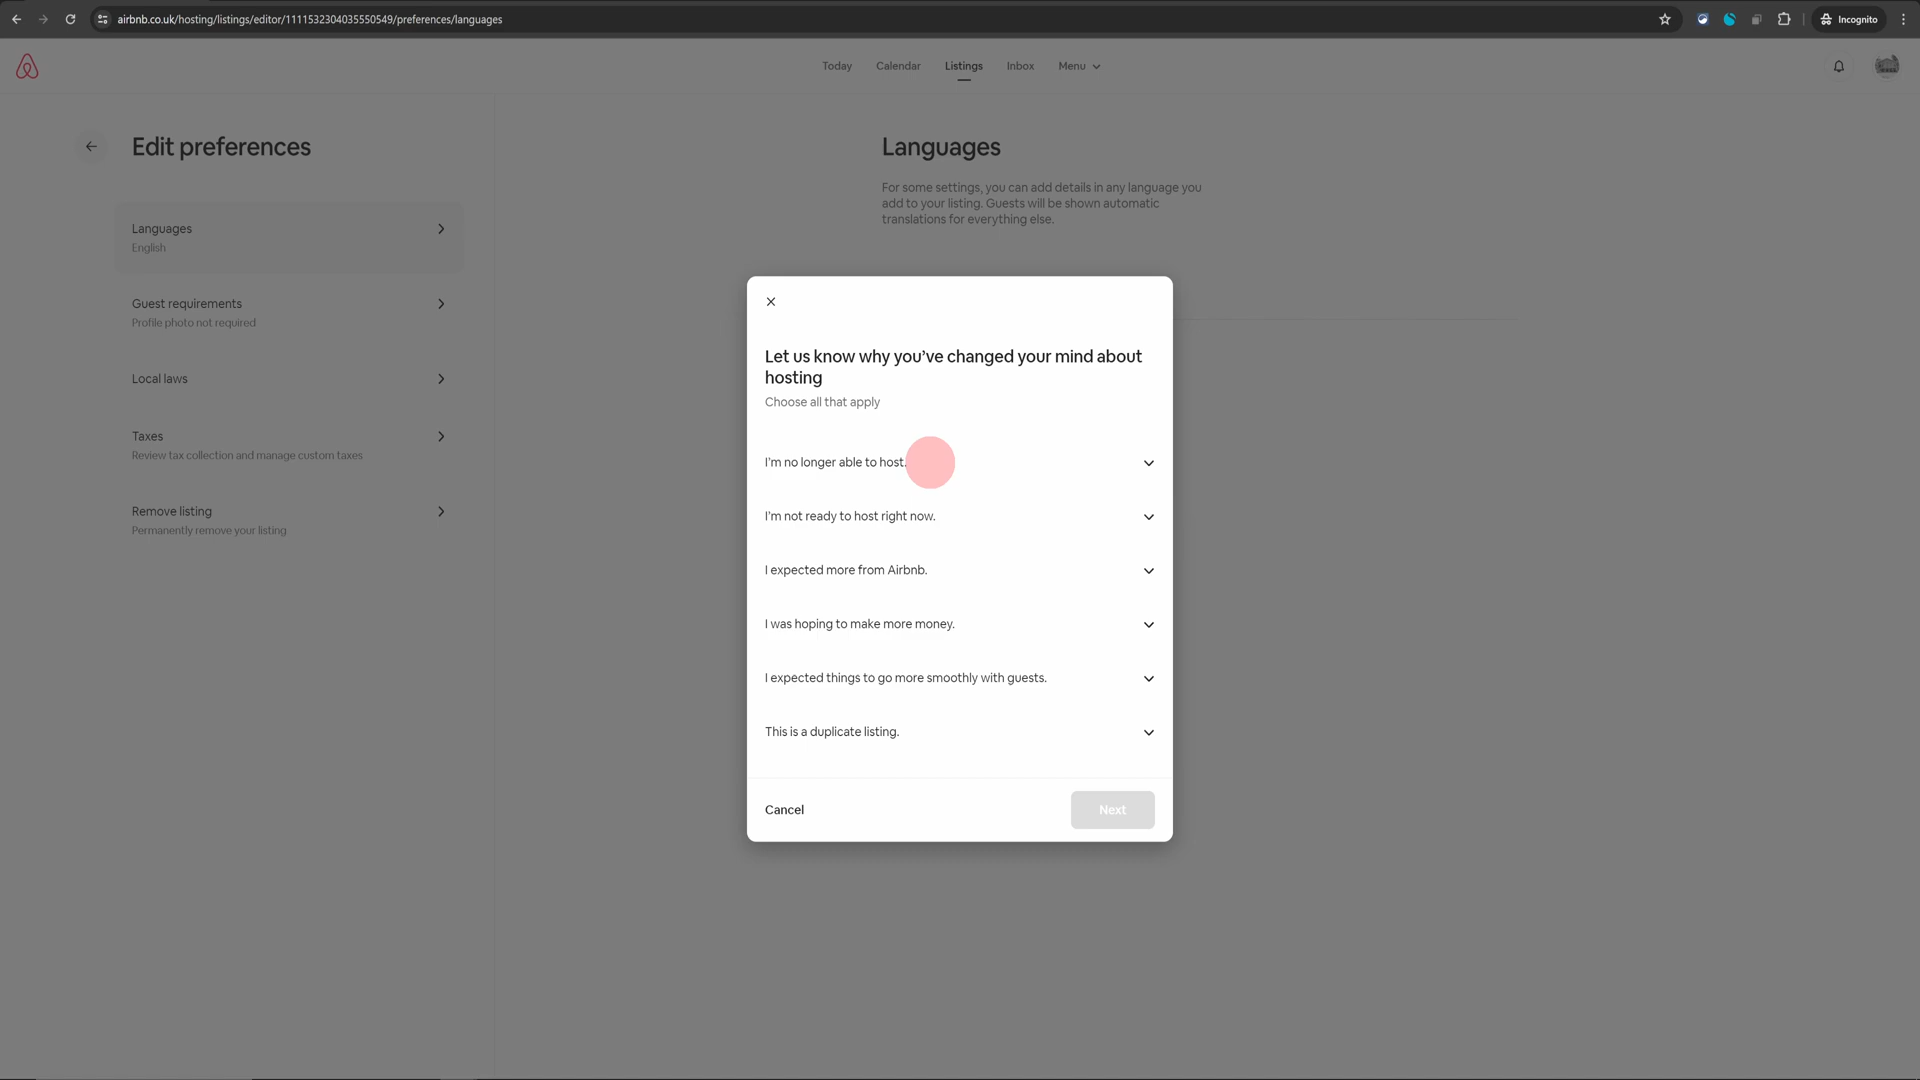 airbnb.co.uk/hosting/listings/editor/1111532304035550549/preferences/languages
Incognito
Today
Calendar
Listings
Inbox
Menu
Edit preferences
Languages
English
Guest requirements
Profile photo not required
Local laws
Taxes
Review tax collection and manage custom taxes
Remove listing
Permanently remove your listing
Languages
For some settings, you can add details in any language you
add to your listing. Guests will be shown automatic
translations for everything else.
Let us know why you’ve changed your mind about
hosting
Choose all that apply
I’m no longer able to host.
I’m not ready to host right now.
I expected more from Airbnb.
I was hoping to make more money.
I expected things to go more smoothly with guests.
This is a duplicate listing.
Cancel
Next